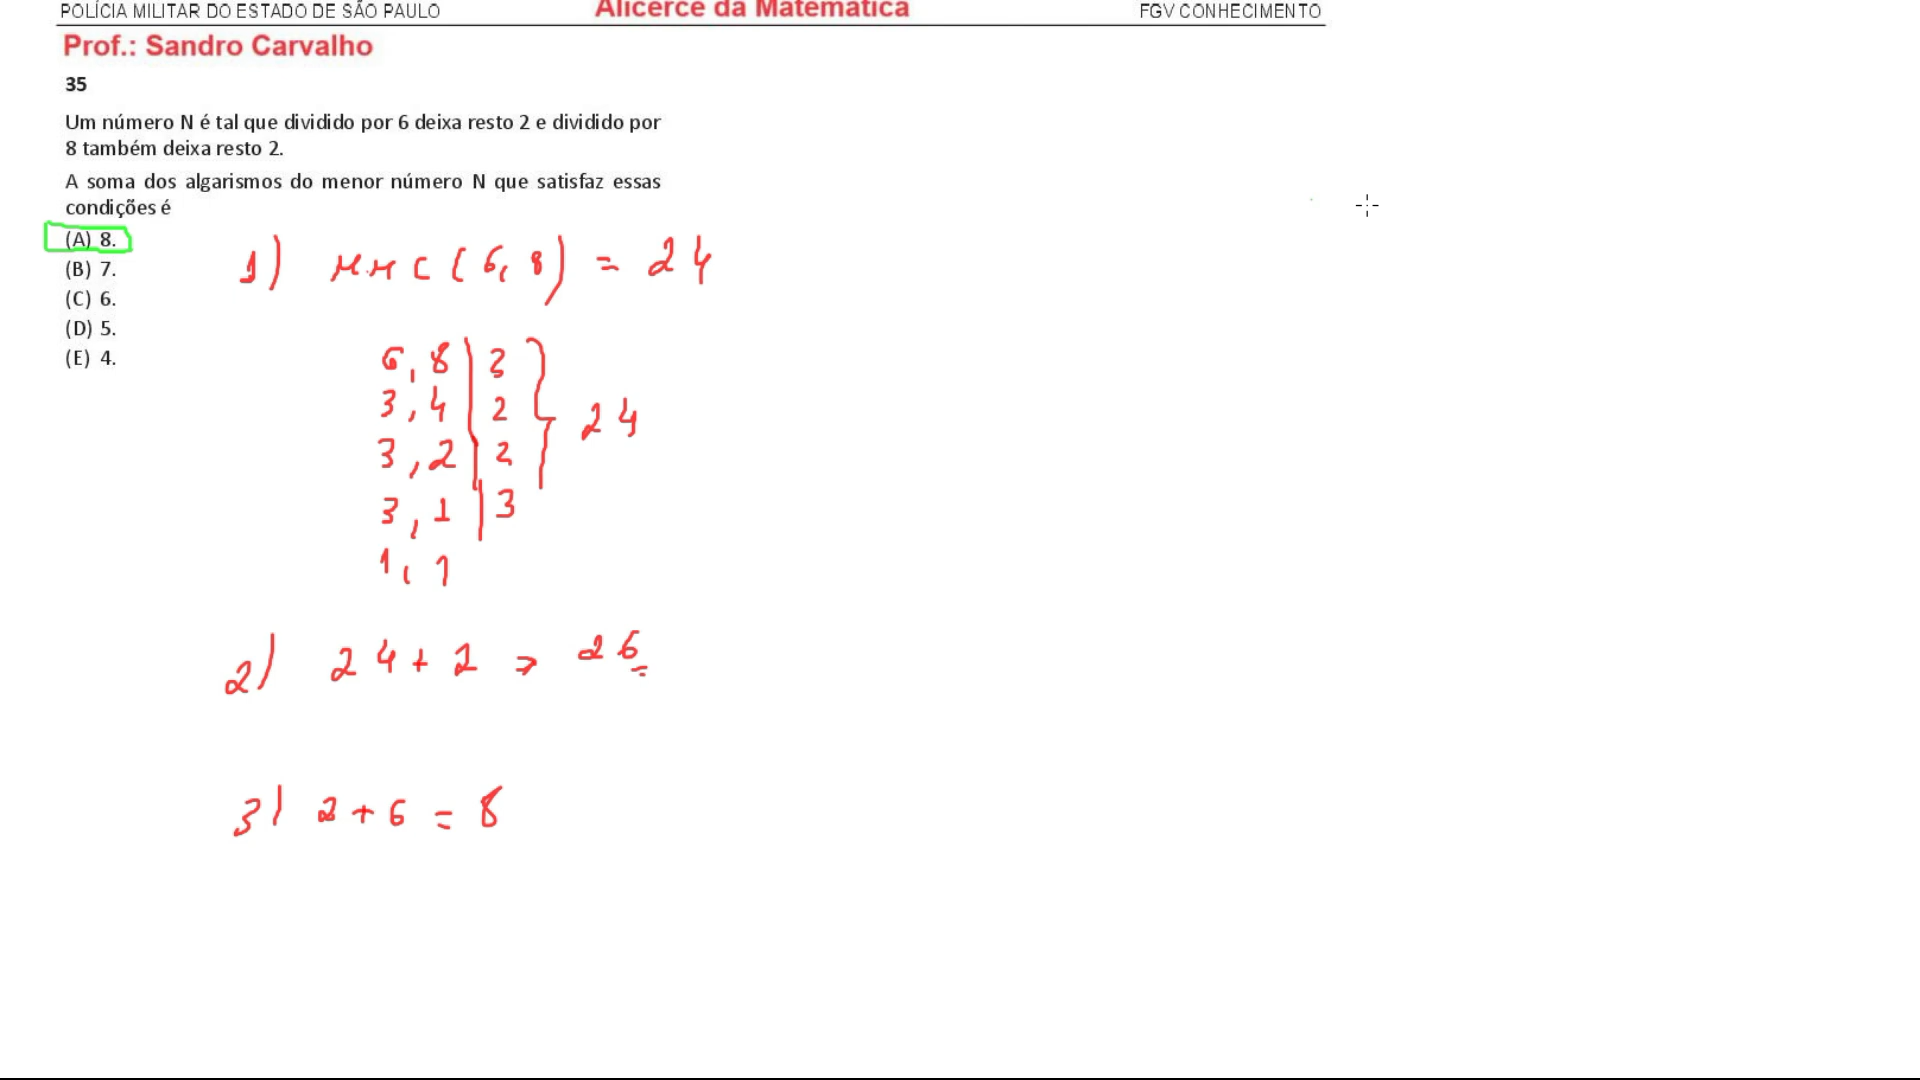 POLÍCIA MILITAR DO ESTADO DE SÃO PAULO Alicerce da Matemática FGV CONHECIMENTO
Prof.: Sandro Carvalho
35
Um número N é tal que dividido por 6 deixa resto 2 e dividido por
8 também deixa resto 2.
A soma dos algarismos do menor número N que satisfaz essas
condições é
(A) 8.
(B) 7.
(C) 6.
(D) 5.
(E) 4.
1) MMC(6,8) = 24
6,8|2
3,4|2
3,2|2
3,1|3
1,1
24
2) 24+2 => 26
3) 2+6=8